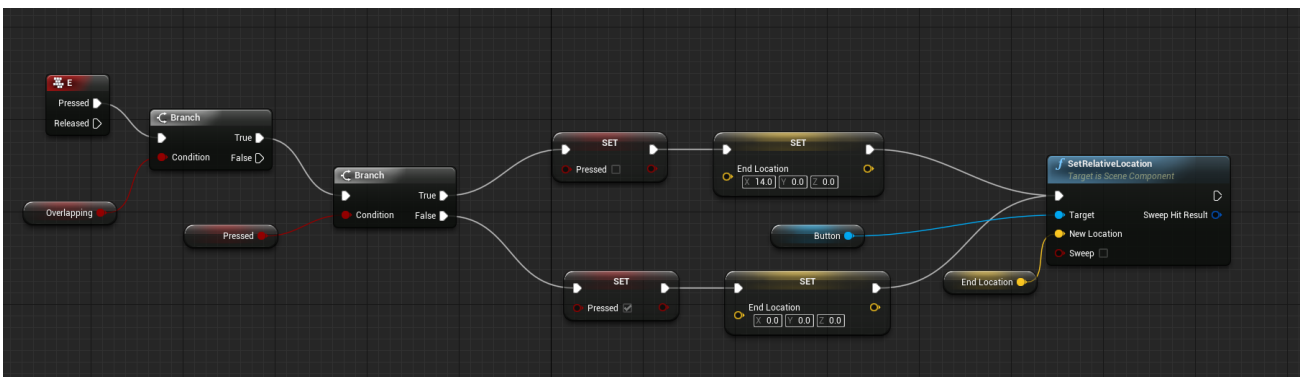 E
Pressed
Released
Branch
True
Condition
False
Overlapping
Branch
True
Condition
False
Pressed
SET
Pressed
SET
End Location
X 14.0 Y 0.0 Z 0.0
Button
SET
Pressed
SET
End Location
X 0.0 Y 0.0 Z 0.0
End Location
f SetRelativeLocation
Target is Scene Component
Target
Sweep Hit Result
New Location
Sweep